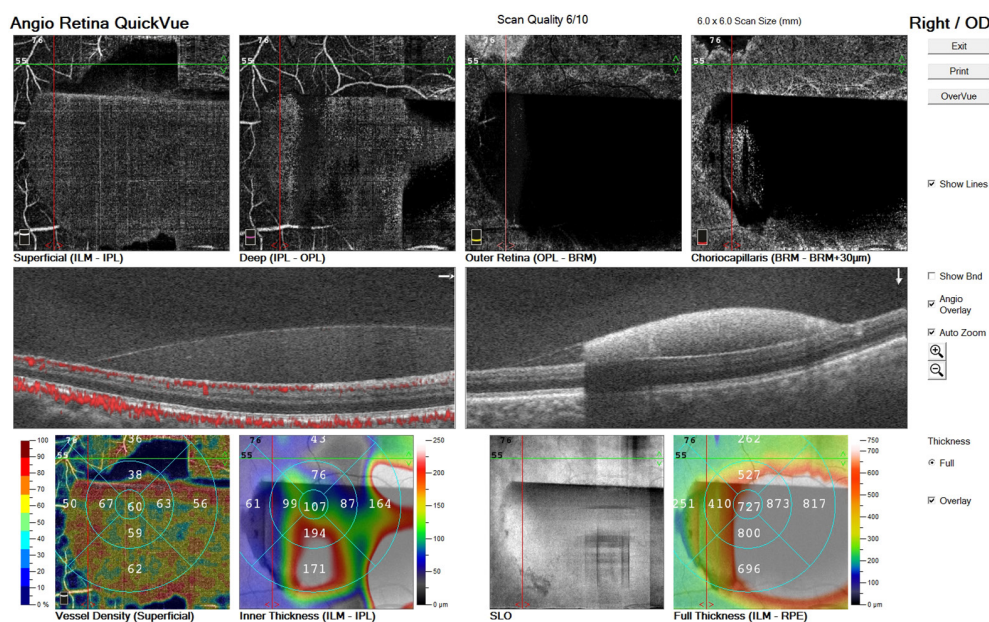 Angio Retina QuickVue
Scan Quality 6/10
6.0 x 6.0 Scan Size (mm)
Right / OD
Exit
Print
OverVue
76
55
76
55
Show Lines
Superficial (ILM - IPL)
Deep (IPL - OPL)
Outer Retina (OPL - BRM)
Choriocapillaris (BRM - BRM+30µm)
Show Bnd
Angio
Overlay
Auto Zoom
Thickness
Full
Overlay
100
90
80
70
60
50
40
30
20
10
0 %
76
55
736
38
50 67 60 63 56
59
62
Vessel Density (Superficial)
76
55
43
76
61 99 107 87 164
194
171
250
200
150
100
50
0 µm
Inner Thickness (ILM - IPL)
76
55
SLO
76
55
262
527
251 410 727 873 817
800
696
750
700
600
500
400
300
200
100
0 µm
Full Thickness (ILM - RPE)